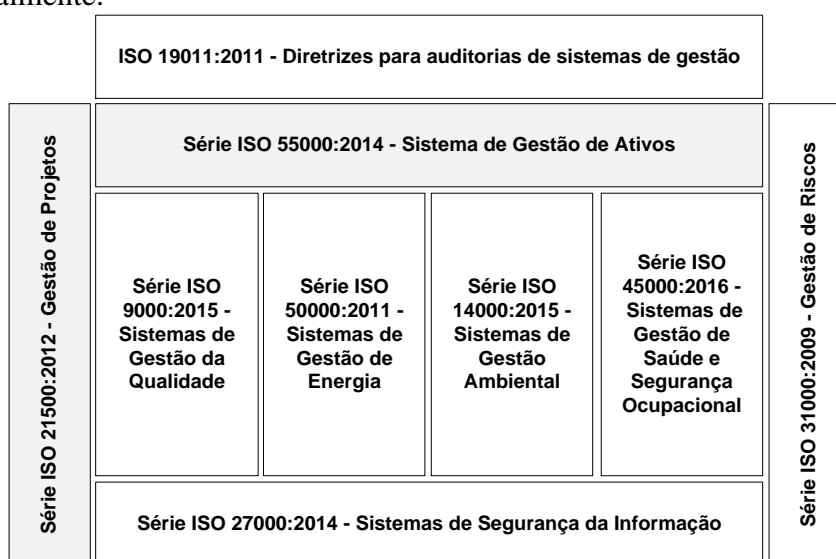 ISO 19011:2011 - Diretrizes para auditorias de sistemas de gestão
Série ISO 21500:2012 - Gestão de Projetos
Série ISO 55000:2014 - Sistema de Gestão de Ativos
Série ISO
9000:2015 -
Sistemas de
Gestão da
Qualidade
Série ISO
50000:2011 -
Sistemas de
Gestão de
Energia
Série ISO
14000:2015 -
Sistemas de
Gestão
Ambiental
Série ISO
45000:2016 -
Sistemas de
Gestão de
Saúde e
Segurança
Ocupacional
Série ISO 31000:2009 - Gestão de Riscos
Série ISO 27000:2014 - Sistemas de Segurança da Informação